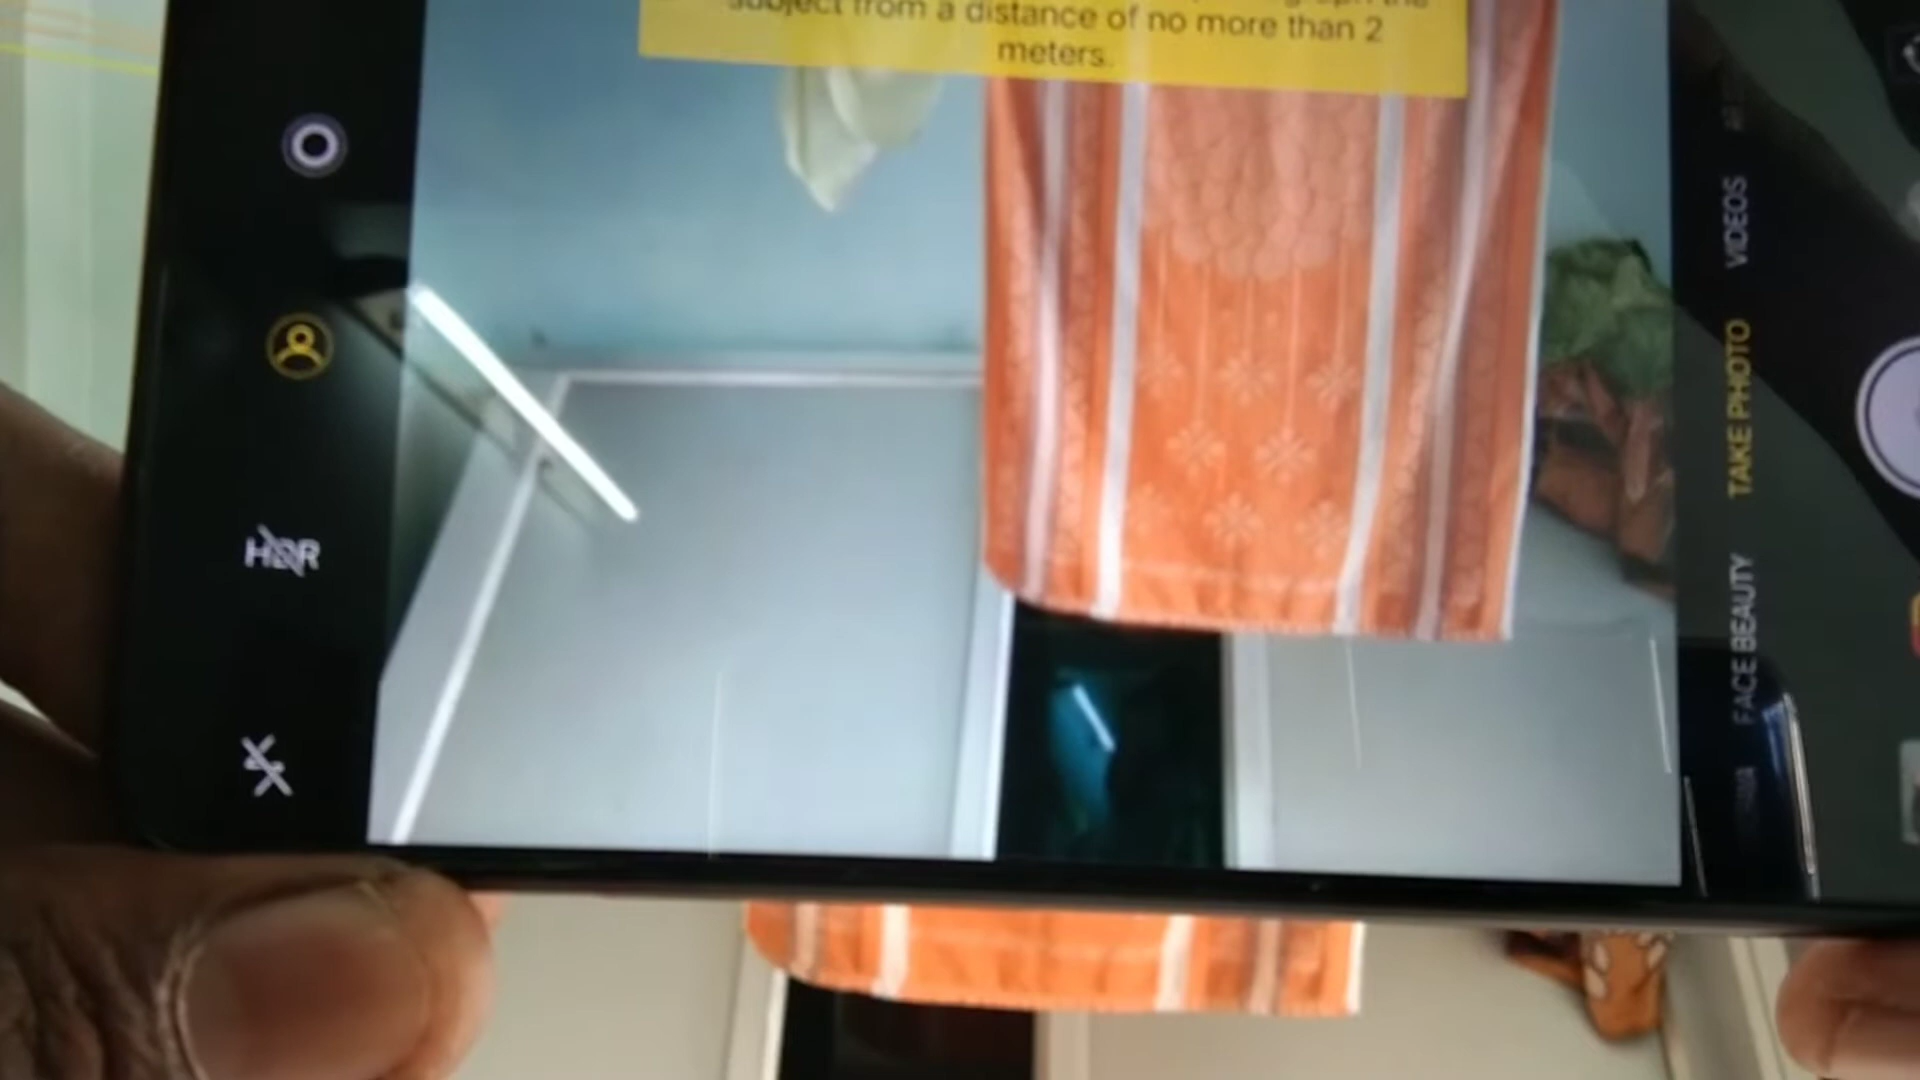 subject from a distance of no more than 2
meters.
HDR
VIDEOS
TAKE PHOTO
FACE BEAUTY